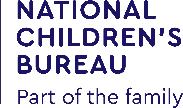 NATIONAL
CHILDREN'S
BUREAU
Part of the family